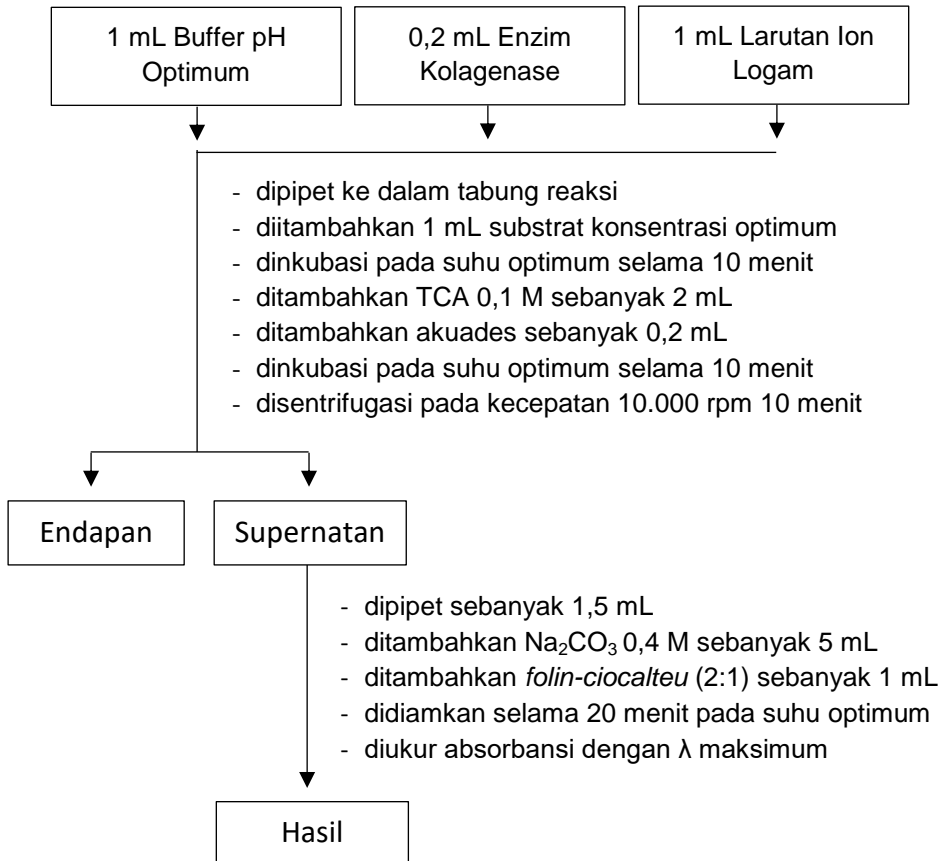 1 mL Buffer pH
Optimum
0,2 mL Enzim
Kolagenase
1 mL Larutan Ion
Logam
- dipipet ke dalam tabung reaksi
- diitambahkan 1 mL substrat konsentrasi optimum
- dinkubasi pada suhu optimum selama 10 menit
- ditambahkan TCA 0,1 M sebanyak 2 mL
- ditambahkan akuades sebanyak 0,2 mL
- dinkubasi pada suhu optimum selama 10 menit
- disentrifugasi pada kecepatan 10.000 rpm 10 menit
Endapan
Supernatan
- dipipet sebanyak 1,5 mL
- ditambahkan Na₂CO₃ 0,4 M sebanyak 5 mL
- ditambahkan folin-ciocalteu (2:1) sebanyak 1 mL
- didiamkan selama 20 menit pada suhu optimum
- diukur absorbansi dengan λ maksimum
Hasil